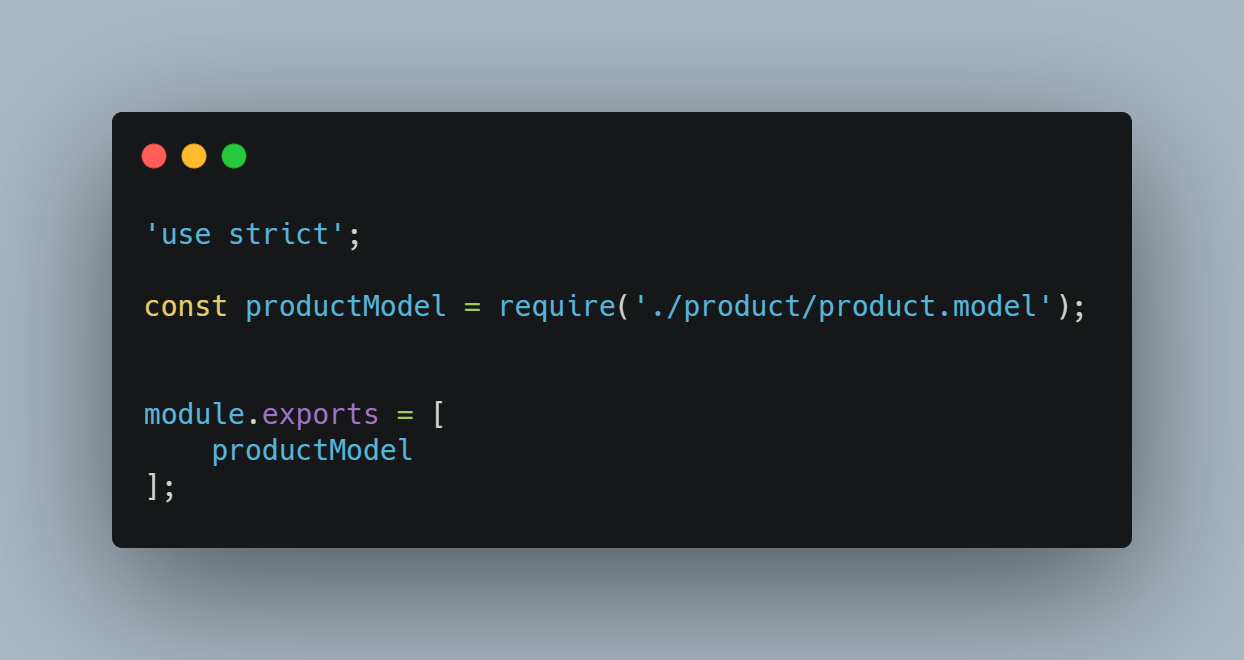 'use strict';
const productModel = require('./product/product.model');
module.exports = [
    productModel
];